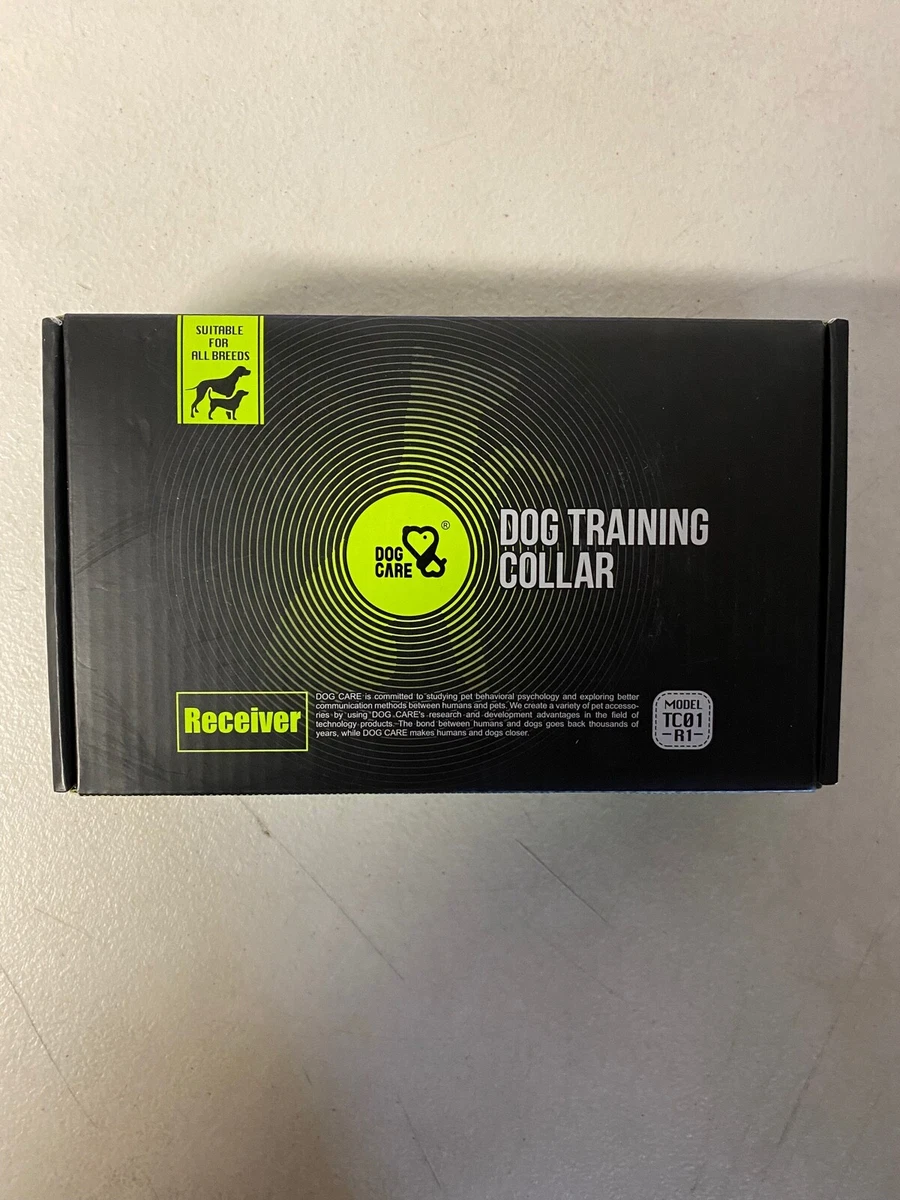 SUITABLE
FOR
ALL BREEDS
DOG
CARE
®
DOG TRAINING
COLLAR
Receiver
DOG CARE is committed to studying pet behavioral psychology and exploring better
communication methods between humans and pets. We create a variety of pet accesso-
ries by using DOG CARE's research and development advantages in the field of
technology products. The bond between humans and dogs goes back thousands of
years, while DOG CARE makes humans and dogs closer.
MODEL
TC01
-R1-